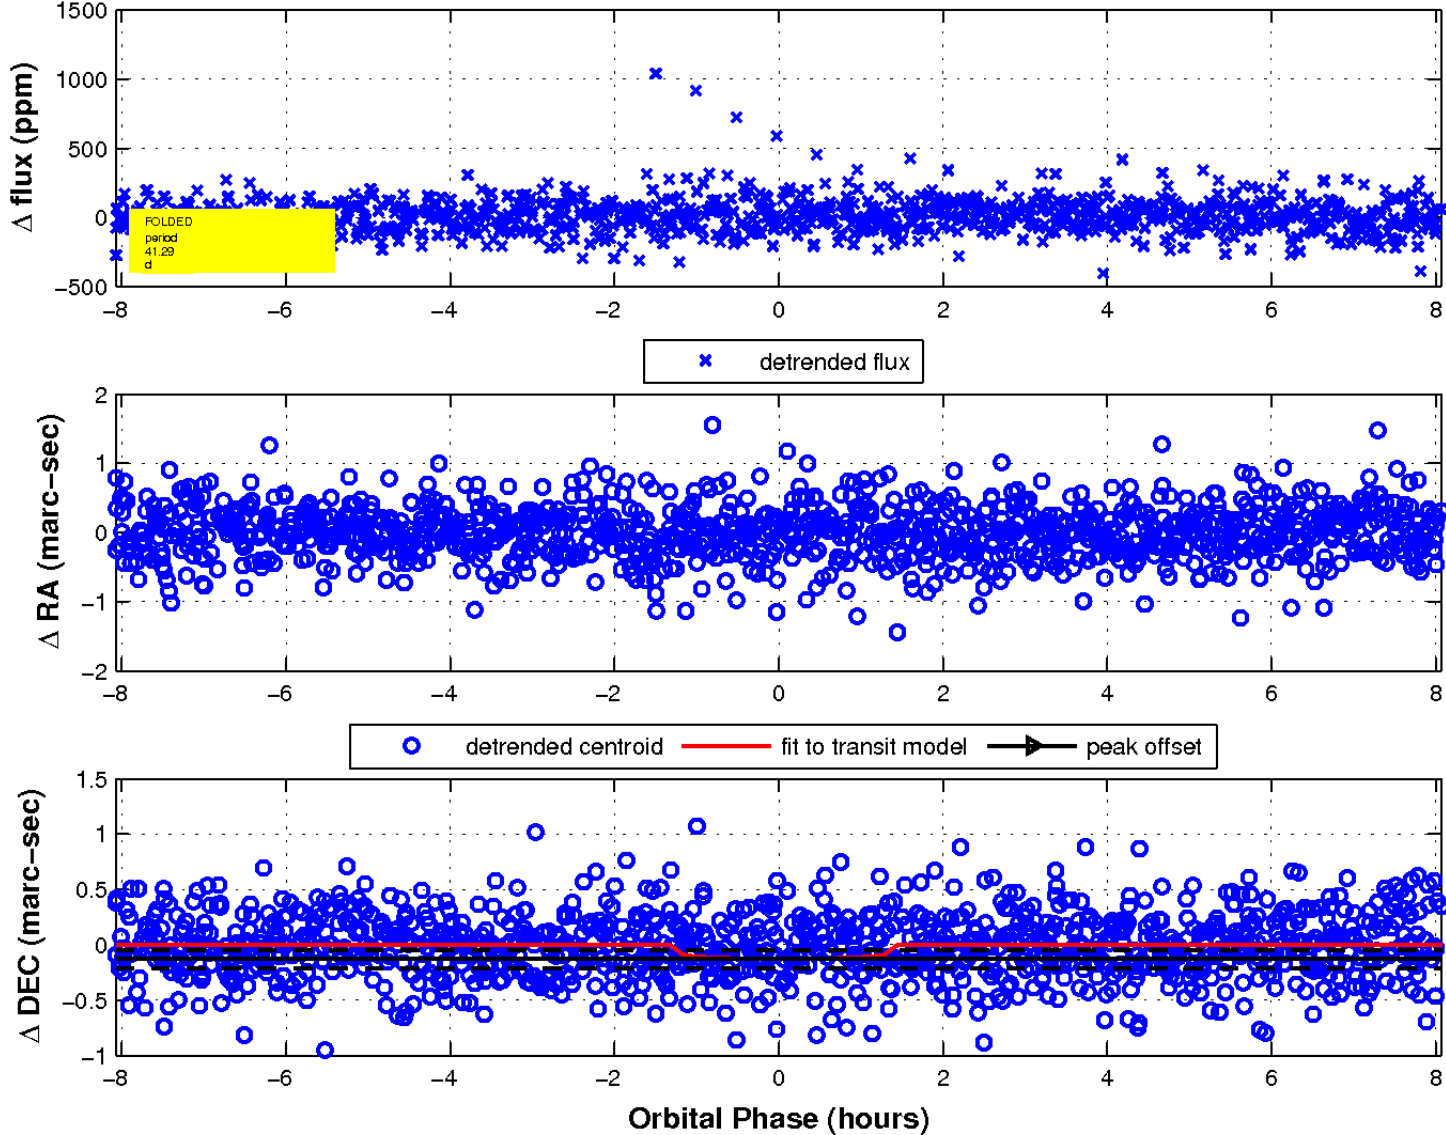 1500
1000
500
0
−500
Δ flux (ppm)
FOLDED
period
41.29
d
−8 −6 −4 −2 0 2 4 6 8
detrended flux
2
1
0
−1
−2
Δ RA (marc−sec)
−8 −6 −4 −2 0 2 4 6 8
detrended centroid fit to transit model peak offset
1.5
1
0.5
0
−0.5
−1
Δ DEC (marc−sec)
−8 −6 −4 −2 0 2 4 6 8
Orbital Phase (hours)